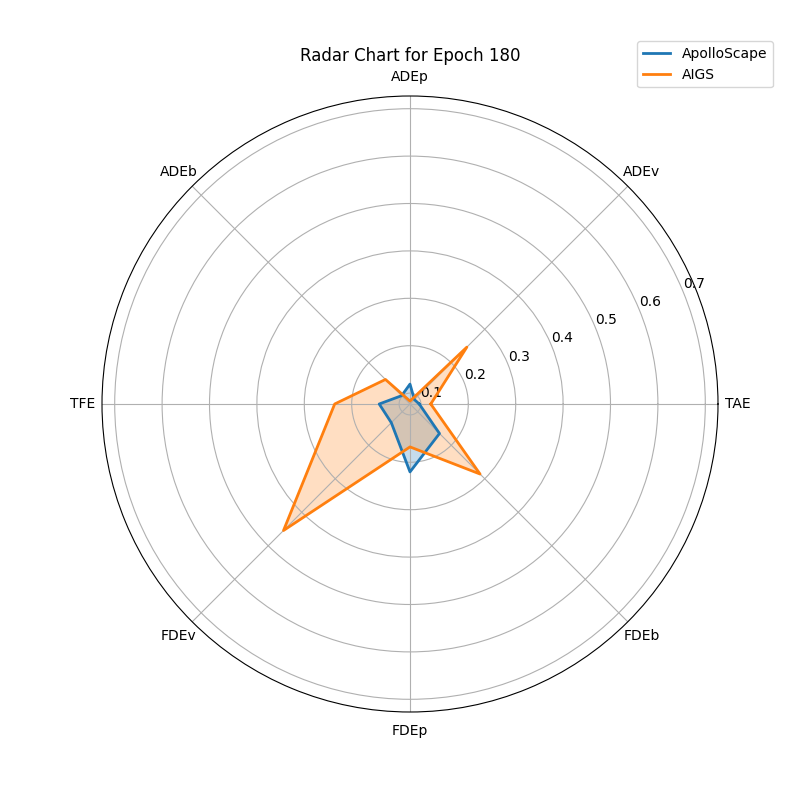 Radar Chart for Epoch 180
ApolloScape
AIGS
ADEp
ADEb
ADEv
0.7
0.6
0.5
0.4
0.3
0.2
0.1
TFE
TAE
FDEv
FDEb
FDEp